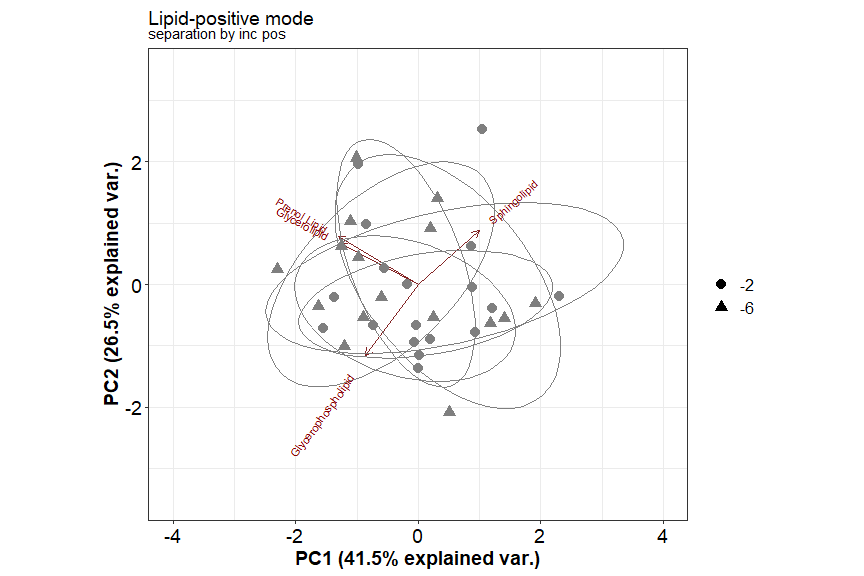 Lipid-positive mode
separation by inc pos
PC2 (26.5% explained var.)
2
0
-2
-4
-2
0
2
4
PC1 (41.5% explained var.)
Prenol Lipid
Glycerolipid
Sphingolipid
Glycerophospholipid
-2
-6